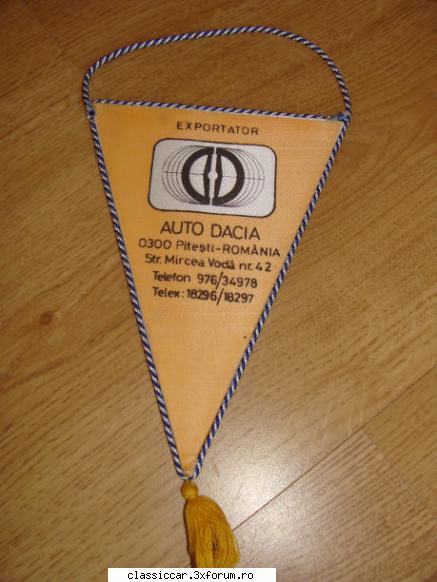 EXPORTATOR
AUTO DACIA
0300 Pitești-ROMÂNIA
Str. Mircea Vodă nr. 42
Telefon 976/34978
Telex: 18296/18297
classiccar.3xforum.ro